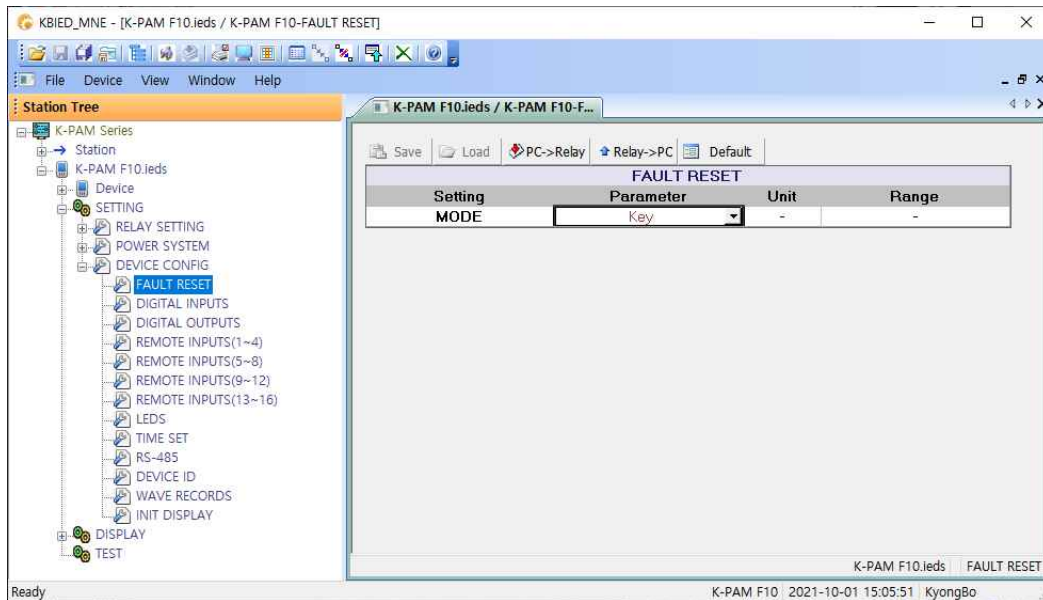 KBIED_MNE - [K-PAM F10.ieds / K-PAM F10-FAULT RESET]
File Device View Window Help
Station Tree
K-PAM Series
Station
K-PAM F10.ieds
Device
SETTING
RELAY SETTING
POWER SYSTEM
DEVICE CONFIG
FAULT RESET
DIGITAL INPUTS
DIGITAL OUTPUTS
REMOTE INPUTS(1~4)
REMOTE INPUTS(5~8)
REMOTE INPUTS(9~12)
REMOTE INPUTS(13~16)
LEDS
TIME SET
RS-485
DEVICE ID
WAVE RECORDS
INIT DISPLAY
DISPLAY
TEST
K-PAM F10.ieds / K-PAM F10-F...
Save Load PC->Relay Relay->PC Default
FAULT RESET
Setting Parameter Unit Range
MODE Key - -
K-PAM F10.ieds FAULT RESET
Ready K-PAM F10 2021-10-01 15:05:51 KyongBo